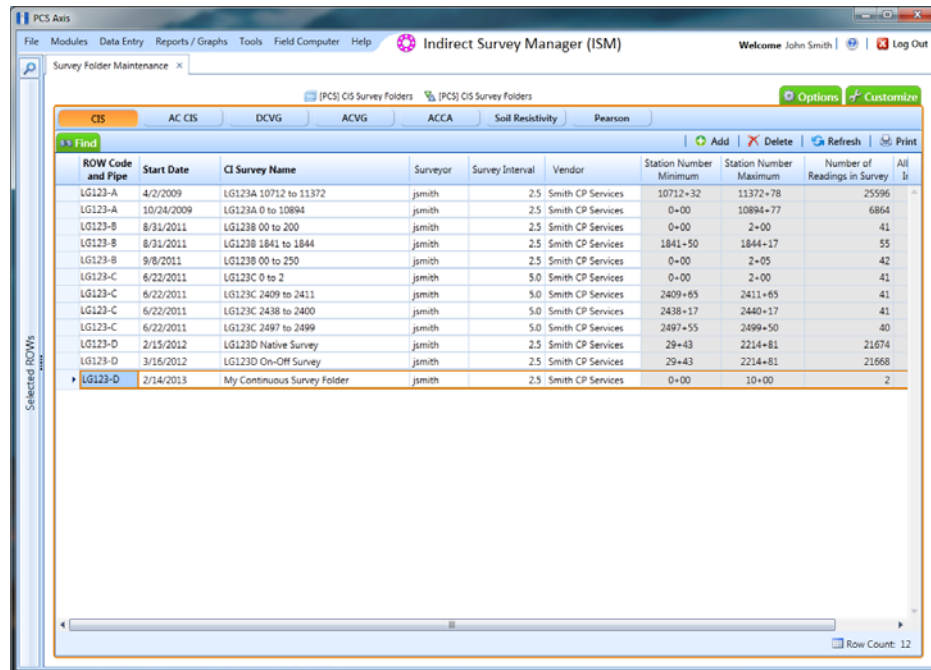 PCS Axis
File Modules Data Entry Reports / Graphs Tools Field Computer Help Indirect Survey Manager (ISM) Welcome John Smith | Log Out
Survey Folder Maintenance ×
[PCS] CIS Survey Folders [PCS] CIS Survey Folders Options Customize
CIS AC CIS DCVG ACVG ACCA Soil Resistivity Pearson
Find | Add | Delete | Refresh | Print
ROW Code and Pipe Start Date CI Survey Name Surveyor Survey Interval Vendor Station Number Minimum Station Number Maximum Number of Readings in Survey All
LG123-A 4/2/2009 LG123A 10712 to 11372 jsmith 2.5 Smith CP Services 10712+32 11372+78 25596
LG123-A 10/24/2009 LG123A 0 to 10894 jsmith 2.5 Smith CP Services 0+00 10894+77 6864
LG123-B 8/31/2011 LG123B 00 to 200 jsmith 2.5 Smith CP Services 0+00 2+00 41
LG123-B 8/31/2011 LG123B 1841 to 1844 jsmith 2.5 Smith CP Services 1841+50 1844+17 55
LG123-B 9/8/2011 LG123B 00 to 250 jsmith 2.5 Smith CP Services 0+00 2+05 42
LG123-C 6/22/2011 LG123C 0 to 2 jsmith 5.0 Smith CP Services 0+00 2+00 41
LG123-C 6/22/2011 LG123C 2409 to 2411 jsmith 5.0 Smith CP Services 2409+65 2411+65 41
LG123-C 6/22/2011 LG123C 2438 to 2400 jsmith 5.0 Smith CP Services 2438+17 2440+17 41
LG123-C 6/22/2011 LG123C 2497 to 2499 jsmith 5.0 Smith CP Services 2497+55 2499+50 40
LG123-D 2/15/2012 LG123D Native Survey jsmith 2.5 Smith CP Services 29+43 2214+81 21674
LG123-D 3/16/2012 LG123D On-Off Survey jsmith 2.5 Smith CP Services 29+43 2214+81 21668
LG123-D 2/14/2013 My Continuous Survey Folder jsmith 2.5 Smith CP Services 0+00 10+00 2
Selected ROWs
Row Count: 12